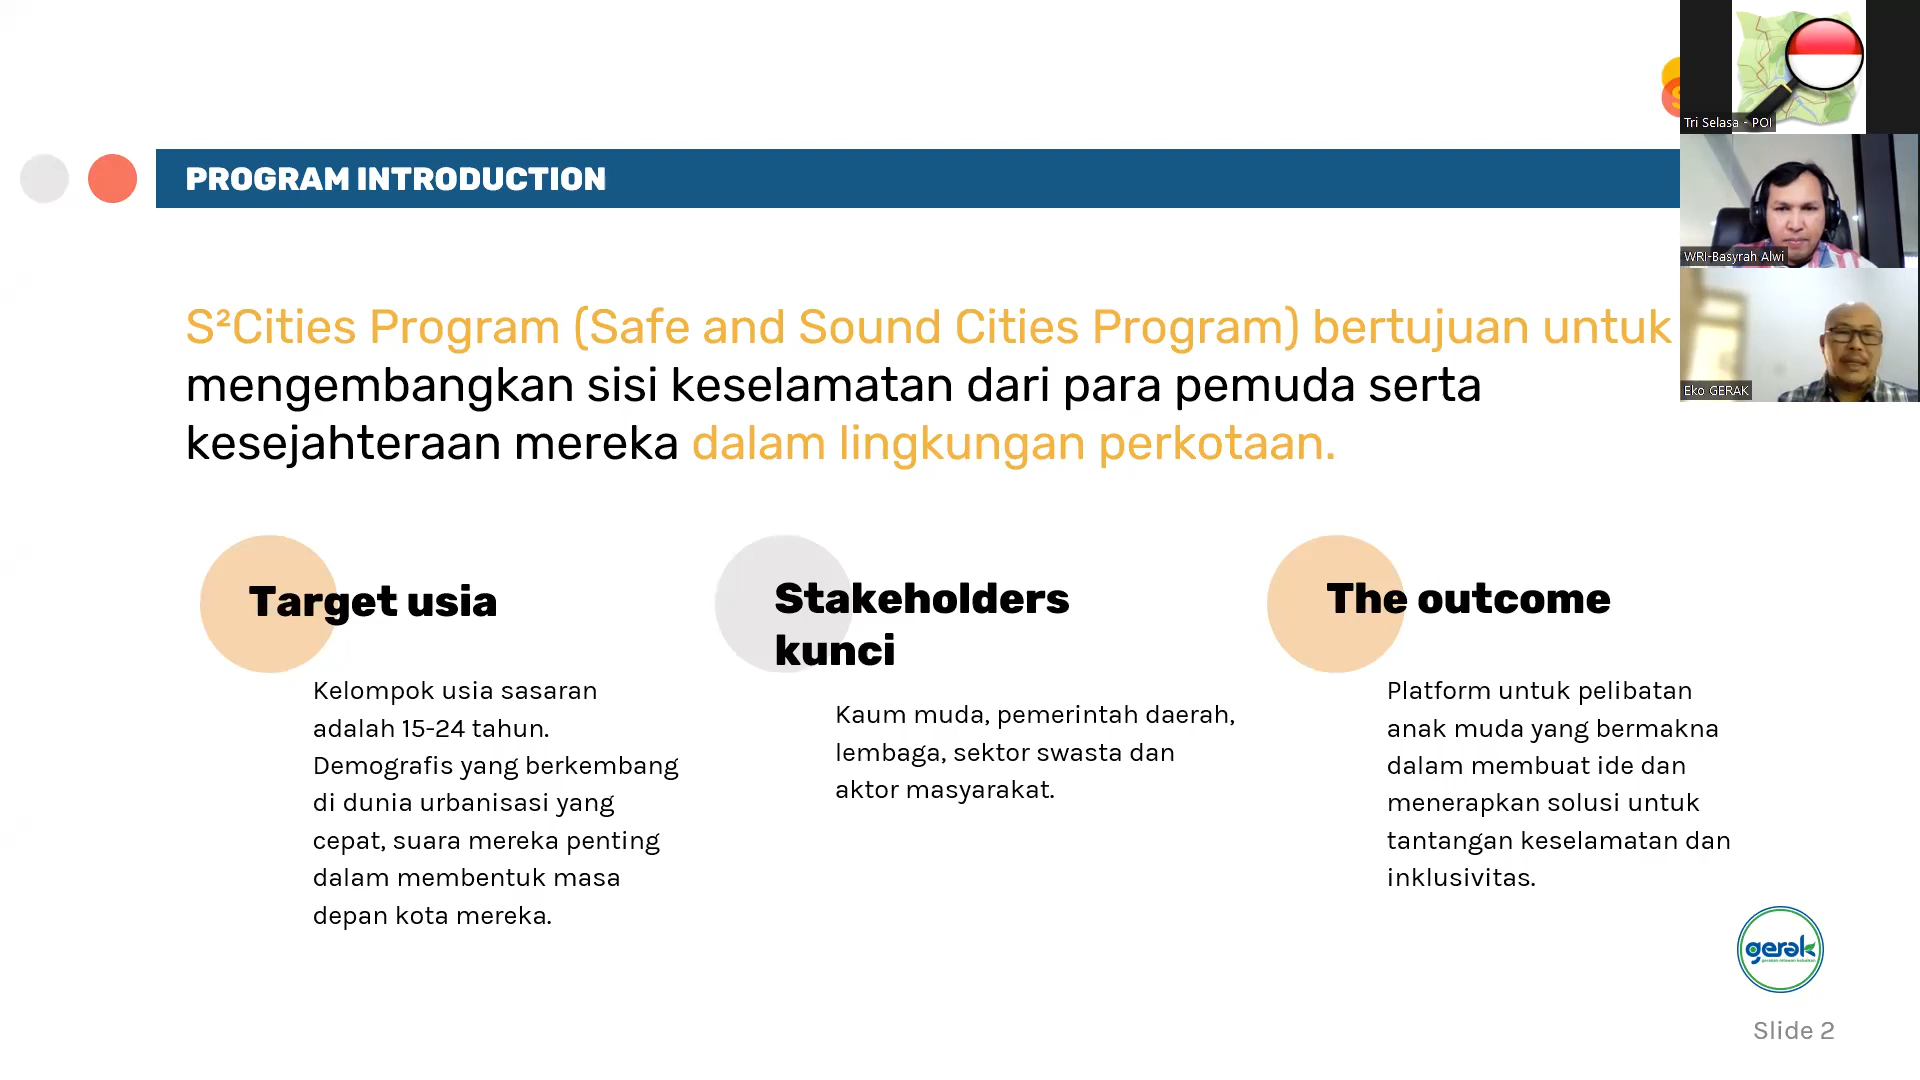 PROGRAM INTRODUCTION
S²Cities Program (Safe and Sound Cities Program) bertujuan untuk
mengembangkan sisi keselamatan dari para pemuda serta
kesejahteraan mereka dalam lingkungan perkotaan.
Target usia
Kelompok usia sasaran
adalah 15-24 tahun.
Demografis yang berkembang
di dunia urbanisasi yang
cepat, suara mereka penting
dalam membentuk masa
depan kota mereka.
Stakeholders
kunci
Kaum muda, pemerintah daerah,
lembaga, sektor swasta dan
aktor masyarakat.
The outcome
Platform untuk pelibatan
anak muda yang bermakna
dalam membuat ide dan
menerapkan solusi untuk
tantangan keselamatan dan
inklusivitas.
gerak
Slide 2
Tri Selasa - POI
WRI-Basyrah Alwi
Eko GERAK